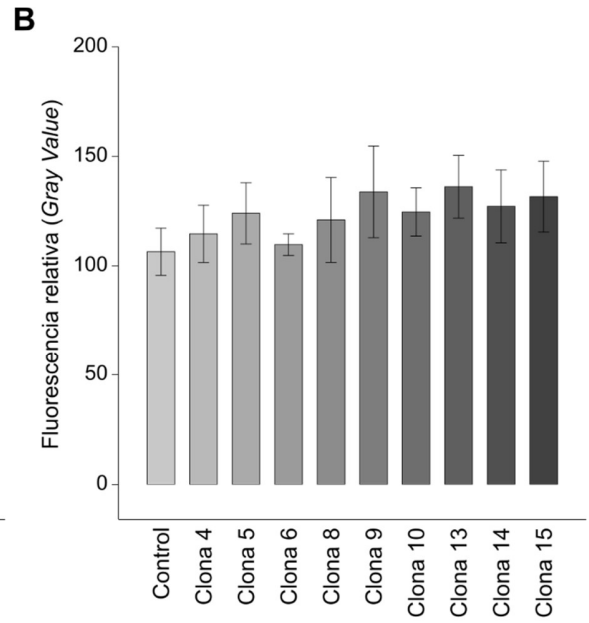 B
Fluorescencia relativa (Gray Value)
200
150
100
50
0
Control
Clona 4
Clona 5
Clona 6
Clona 8
Clona 9
Clona 10
Clona 13
Clona 14
Clona 15